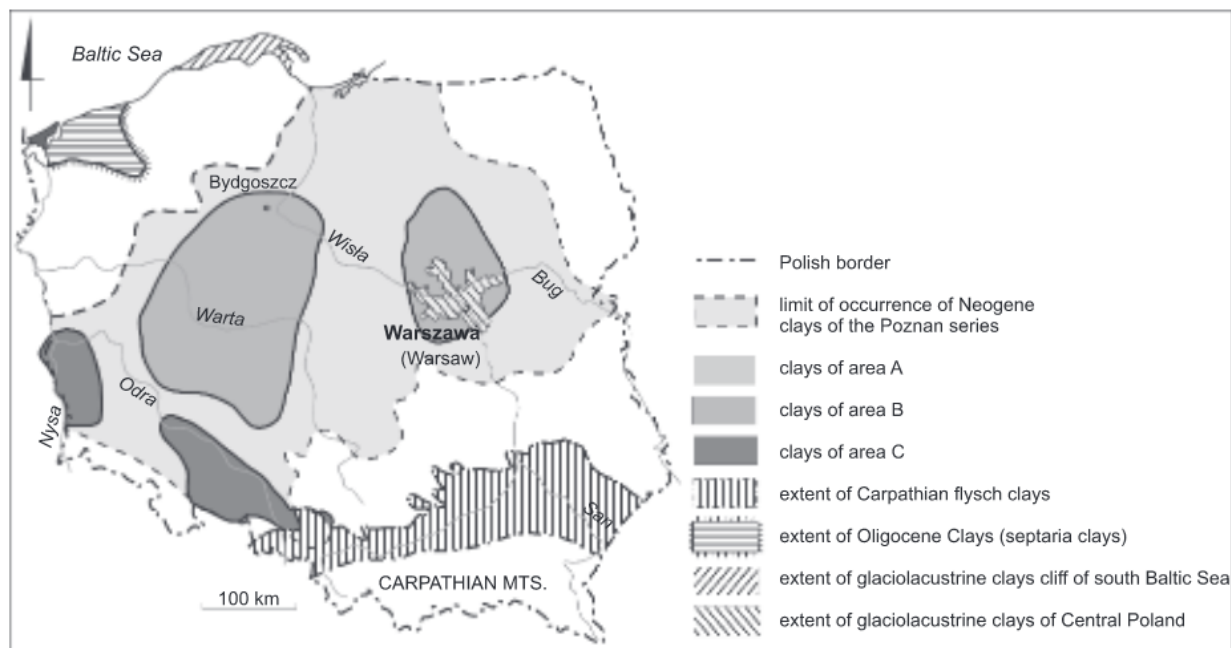 Baltic Sea
Bydgoszcz
Wisła
Bug
Warta
Warszawa
(Warsaw)
Odra
Nysa
San
CARPATHIAN MTS.
100 km
Polish border
limit of occurrence of Neogene
clays of the Poznan series
clays of area A
clays of area B
clays of area C
extent of Carpathian flysch clays
extent of Oligocene Clays (septaria clays)
extent of glaciolacustrine clays cliff of south Baltic Sea
extent of glaciolacustrine clays of Central Poland